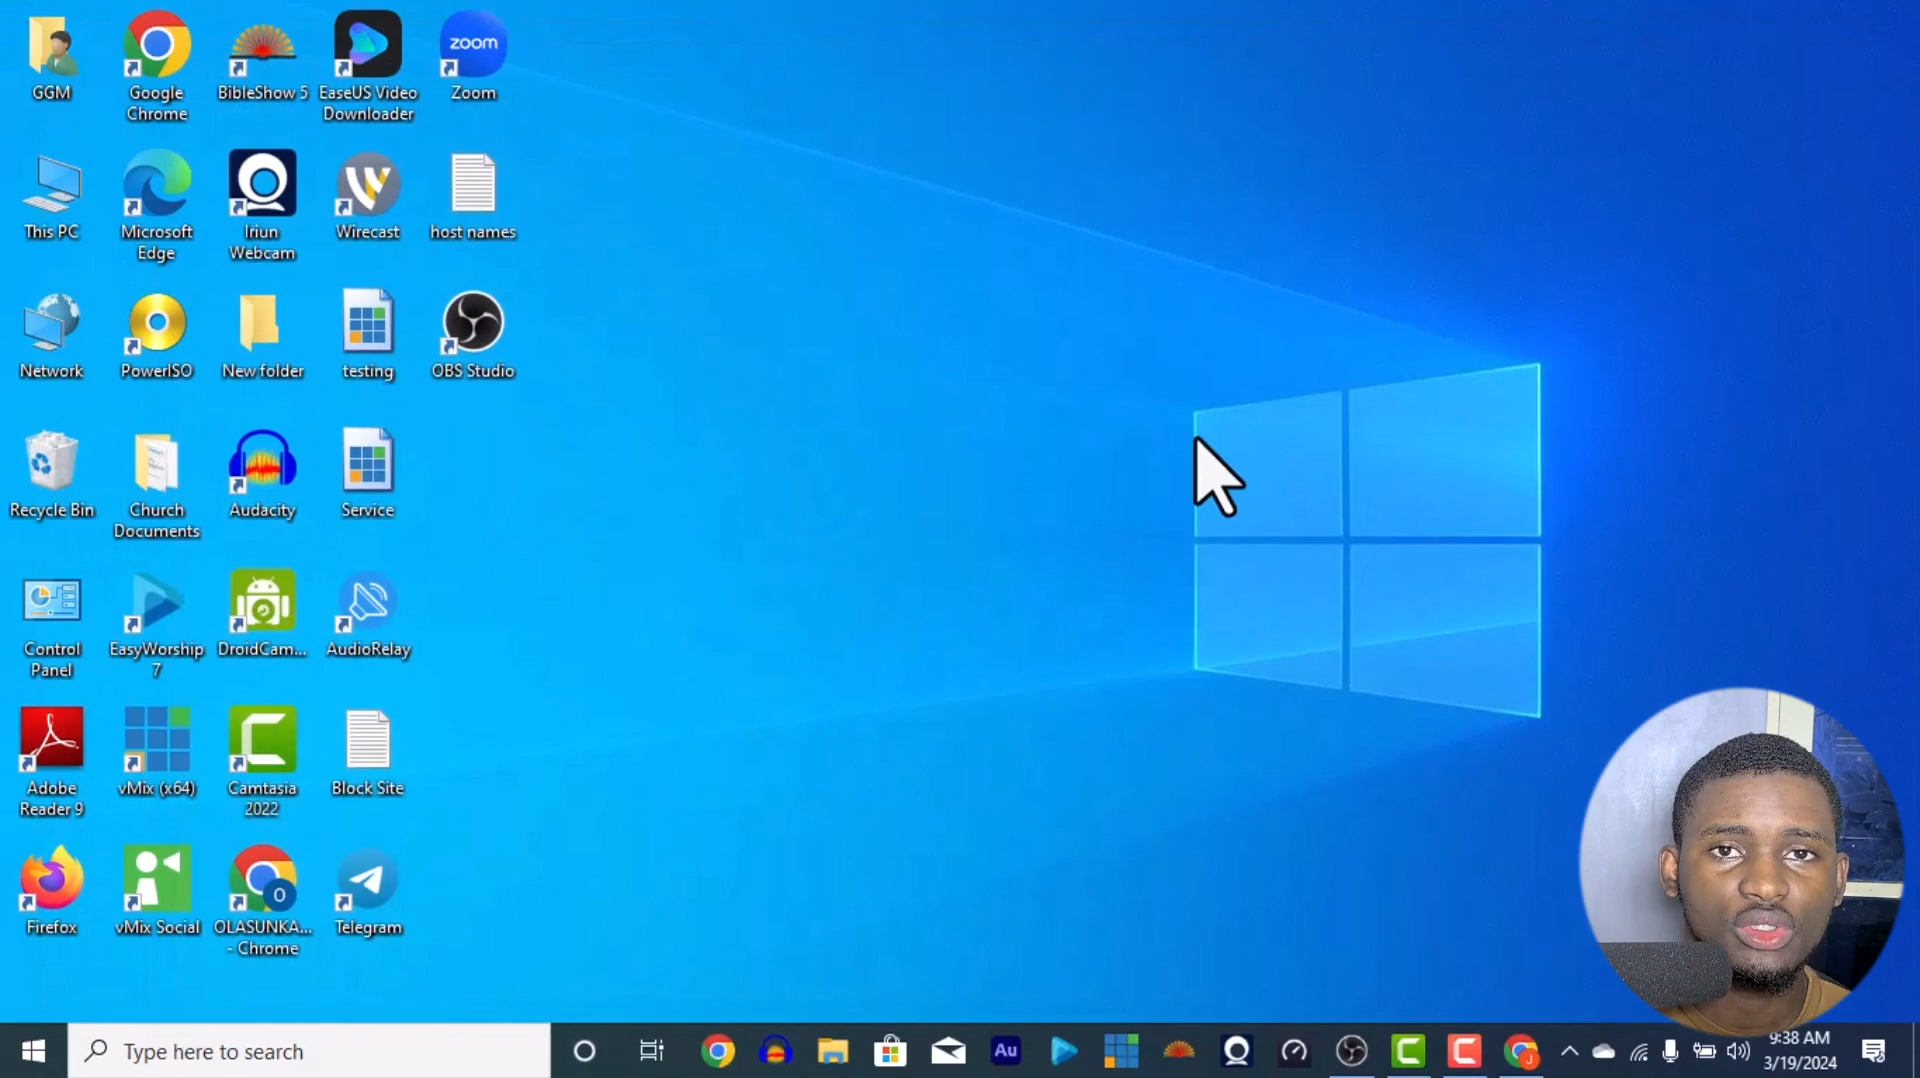 GGM
Google
Chrome
BibleShow 5
EaseUS Video
Downloader
zoom
Zoom
This PC
Microsoft
Edge
Iriun
Webcam
Wirecast
host names
Network
PowerISO
New folder
testing
OBS Studio
Recycle Bin
Church
Documents
Audacity
Service
Control
Panel
EasyWorship
7
DroidCam...
AudioRelay
Adobe
Reader 9
vMix (x64)
Camtasia
2022
Block Site
Firefox
vMix Social
O
OLASUNKA...
- Chrome
Telegram
Type here to search
Au
J
9:38 AM
3/19/2024